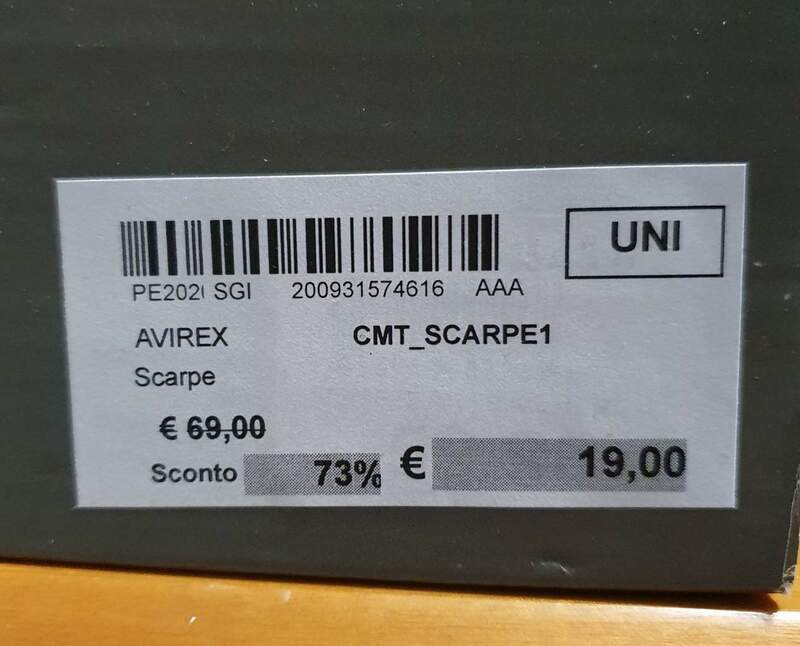 UNI
PE202 SGI 200931574616 AAA
AVIREX CMT_SCARPE1
Scarpe
€ 69,00
Sconto 73% € 19,00